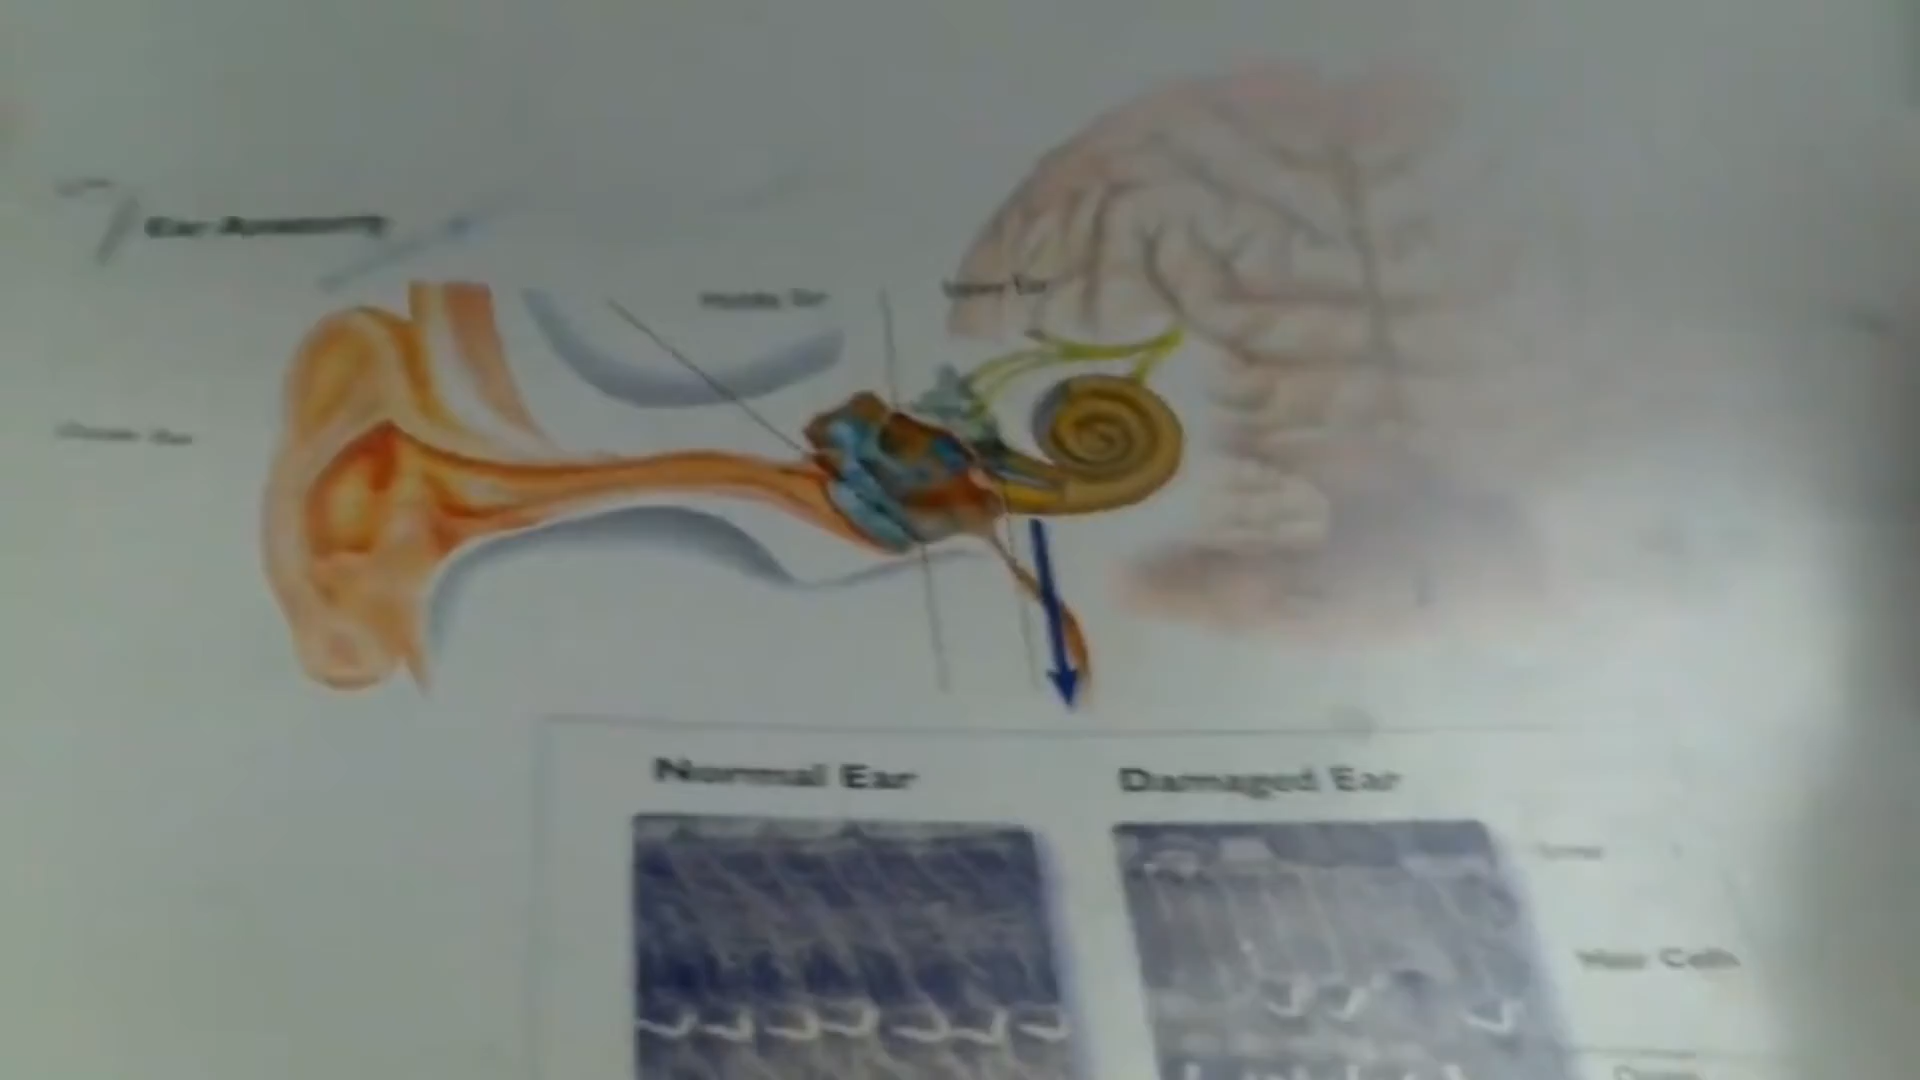 Ear Anatomy
Middle Ear
Inner Ear
Outer Ear
Normal Ear
Damaged Ear
Hair Cells